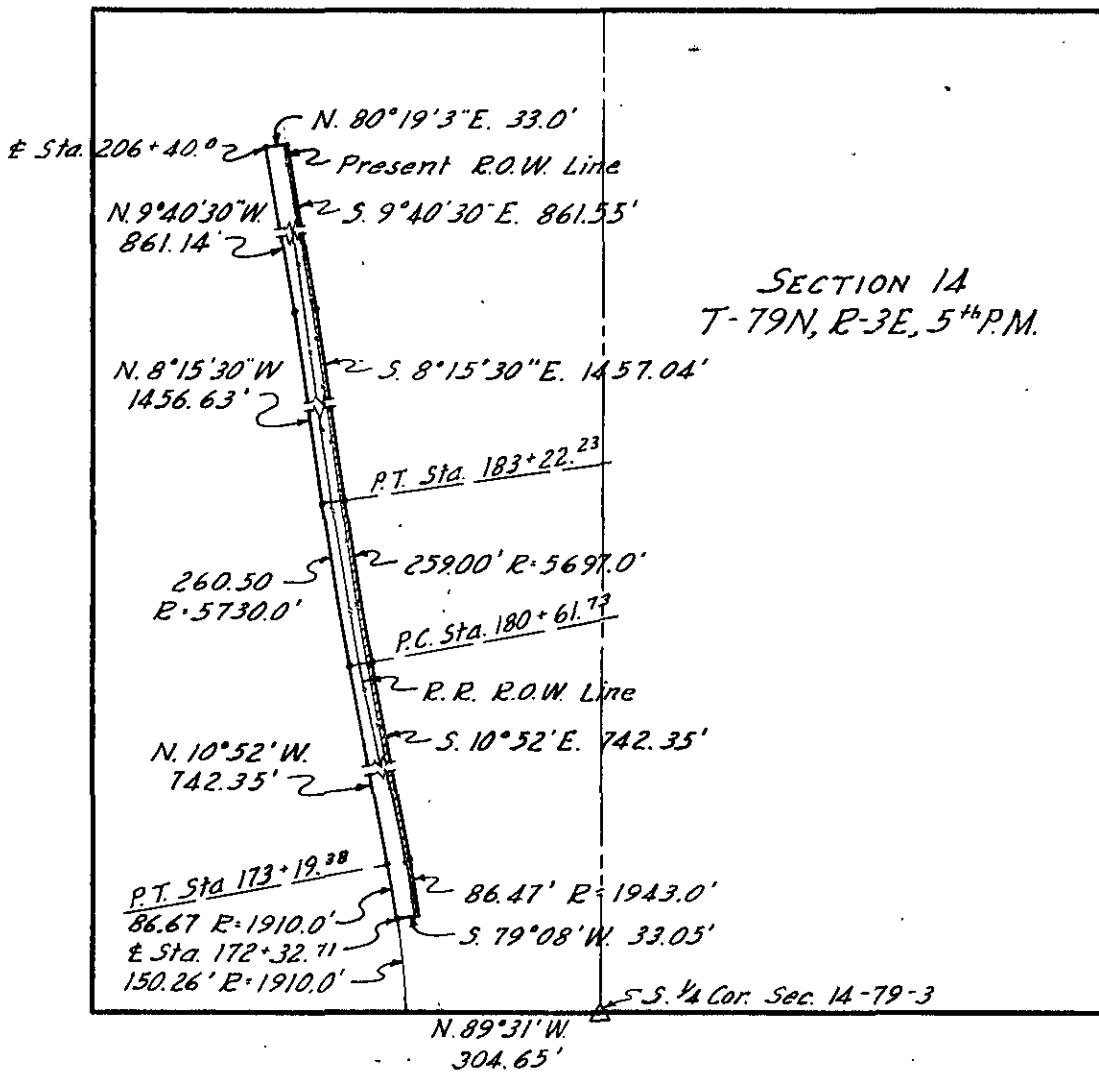 N. 80°19'3"E. 33.0'
₵ Sta. 206+40.0
Present R.O.W. Line
N. 9°40'30"W.
861.14'
S. 9°40'30"E. 861.55'
SECTION 14
T-79N, R-3E, 5th P.M.
N. 8°15'30"W
1456.63'
S. 8°15'30"E. 1457.04'
P.T. Sta. 183+22.23
259.00' R=5697.0'
260.50
R=5730.0'
P.C. Sta. 180+61.73
R.R. R.O.W. Line
S. 10°52'E. 742.35'
N. 10°52'W.
742.35'
P.T. Sta 173+19.38
86.47' R=1943.0'
86.67 R=1910.0'
S. 79°08'W. 33.05'
₵ Sta. 172+32.71
150.26' R=1910.0'
S. 1/4 Cor. Sec. 14-79-3
N. 89°31'W.
304.65'